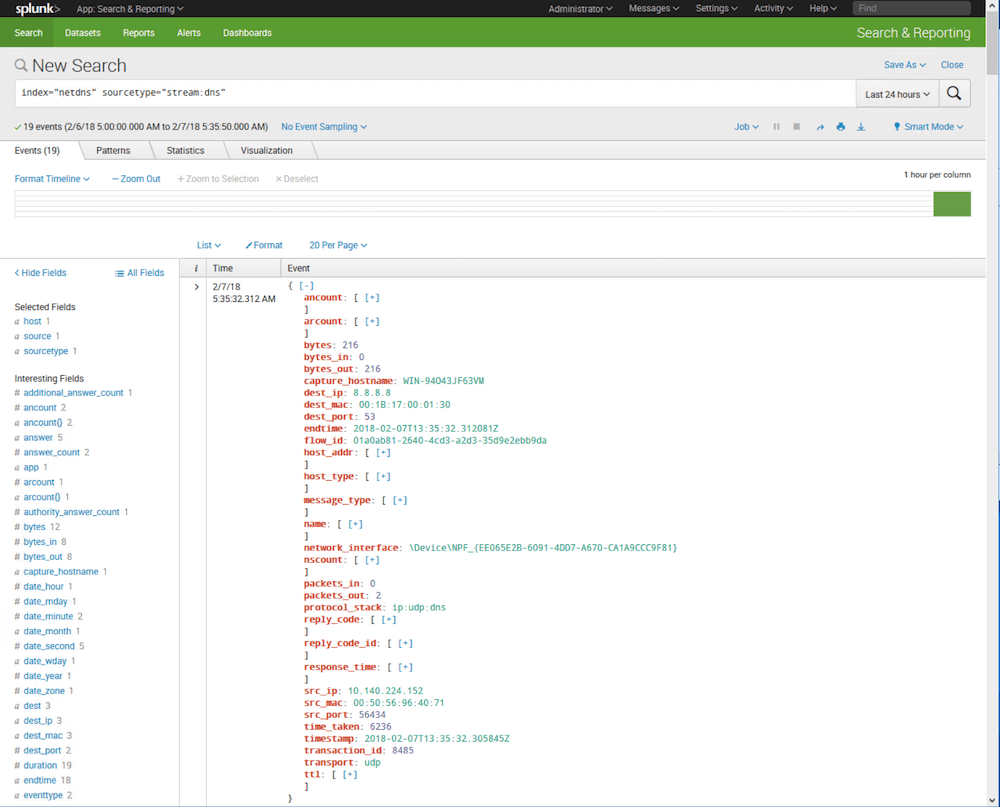 splunk> App: Search & Reporting Administrator Messages Settings Activity Help Find
Search Datasets Reports Alerts Dashboards Search & Reporting
New Search Save As Close
index="netdns" sourcetype="stream:dns" Last 24 hours
19 events (2/6/18 5:00:00.000 AM to 2/7/18 5:35:50.000 AM) No Event Sampling Job Smart Mode
Events (19) Patterns Statistics Visualization
Format Timeline — Zoom Out + Zoom to Selection × Deselect 1 hour per column
List Format 20 Per Page
< Hide Fields All Fields
Selected Fields
a host 1
a source 1
a sourcetype 1
Interesting Fields
# additional_answer_count 1
# ancount 2
a ancount{} 2
a answer 5
# answer_count 2
a app 1
# arcount 1
a arcount{} 1
# authority_answer_count 1
# bytes 12
# bytes_in 8
# bytes_out 8
a capture_hostname 1
# date_hour 1
# date_mday 1
# date_minute 2
a date_month 1
# date_second 5
a date_wday 1
# date_year 1
# date_zone 1
a dest 3
a dest_ip 3
a dest_mac 3
# dest_port 2
# duration 19
a endtime 18
a eventtype 2
i Time Event
> 2/7/18
5:35:32.312 AM
{ [-]
ancount: [ [+]
]
arcount: [ [+]
]
bytes: 216
bytes_in: 0
bytes_out: 216
capture_hostname: WIN-94O43JF63VM
dest_ip: 8.8.8.8
dest_mac: 00:1B:17:00:01:30
dest_port: 53
endtime: 2018-02-07T13:35:32.312081Z
flow_id: 01a0ab81-2640-4cd3-a2d3-35d9e2ebb9da
host_addr: [ [+]
]
host_type: [ [+]
]
message_type: [ [+]
]
name: [ [+]
]
network_interface: \Device\NPF_{EE065E2B-6091-4DD7-A670-CA1A9CCC9F81}
nscount: [ [+]
]
packets_in: 0
packets_out: 2
protocol_stack: ip:udp:dns
reply_code: [ [+]
]
reply_code_id: [ [+]
]
response_time: [ [+]
]
src_ip: 10.140.224.152
src_mac: 00:50:56:96:40:71
src_port: 56434
time_taken: 6236
timestamp: 2018-02-07T13:35:32.305845Z
transaction_id: 8485
transport: udp
ttl: [ [+]
]
}